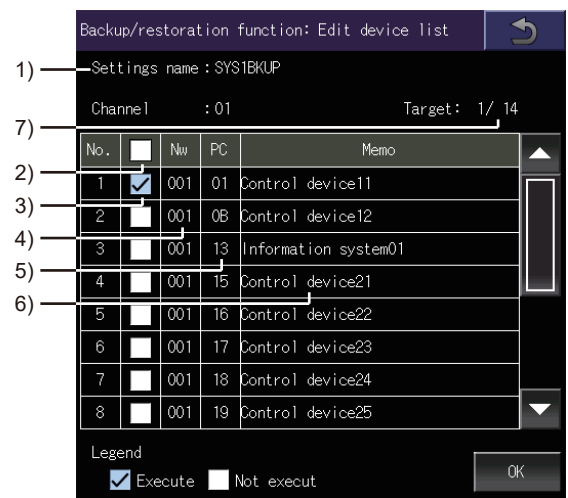 Backup/restoration function: Edit device list
1) Settings name : SYS1BKUP
Channel : 01 Target: 1/ 14
7)
No. Nw PC Memo
2)
1 001 01 Control device11
3)
2 001 0B Control device12
4)
3 001 13 Information system01
5)
4 001 15 Control device21
6)
5 001 16 Control device22
6 001 17 Control device23
7 001 18 Control device24
8 001 19 Control device25
Legend
Execute Not execut
OK